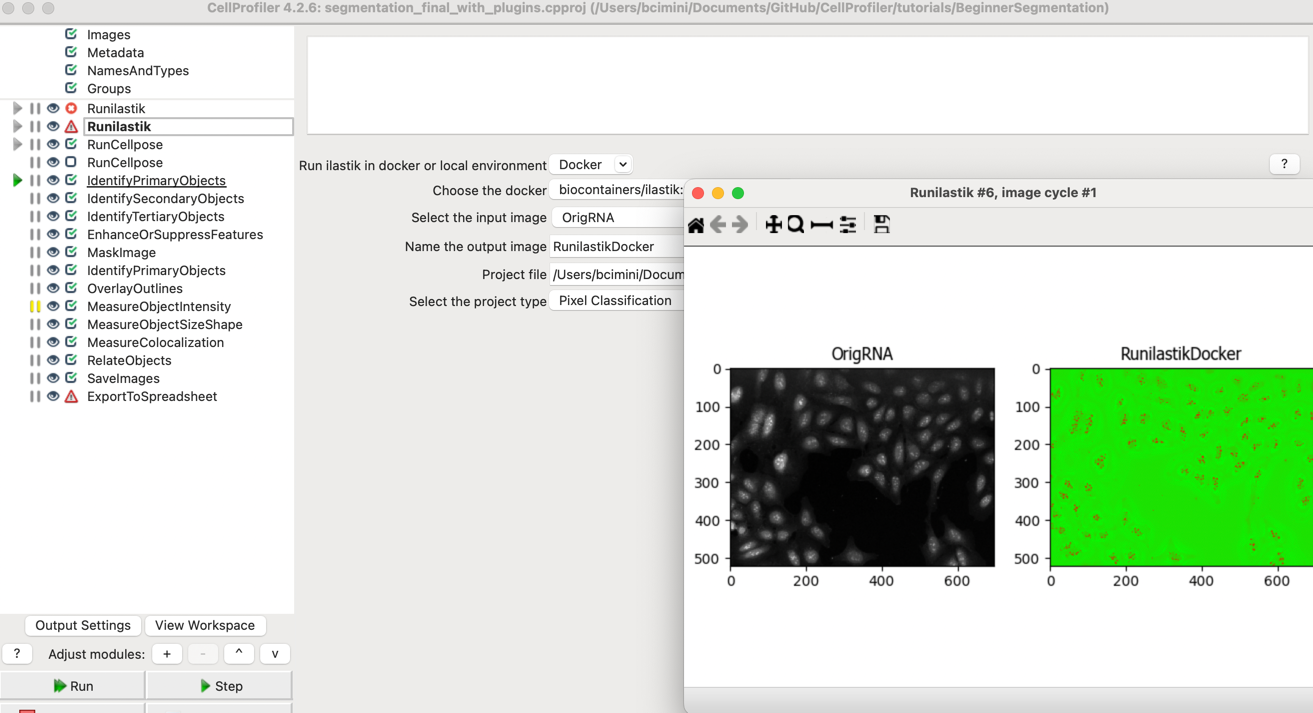 CellProfiler 4.2.6: segmentation_final_with_plugins.cpproj (/Users/bcimini/Documents/GitHub/CellProfiler/tutorials/BeginnerSegmentation)
Images
Metadata
NamesAndTypes
Groups
Runilastik
Runilastik
RunCellpose
RunCellpose
IdentifyPrimaryObjects
IdentifySecondaryObjects
IdentifyTertiaryObjects
EnhanceOrSuppressFeatures
MaskImage
IdentifyPrimaryObjects
OverlayOutlines
MeasureObjectIntensity
MeasureObjectSizeShape
MeasureColocalization
RelateObjects
SaveImages
ExportToSpreadsheet
Output Settings View Workspace
? Adjust modules: + - ^ v
Run Step
Run ilastik in docker or local environment Docker ?
Choose the docker biocontainers/ilastik:
Select the input image OrigRNA
Name the output image RunilastikDocker
Project file /Users/bcimini/Docum
Select the project type Pixel Classification
Runilastik #6, image cycle #1
OrigRNA
0
100
200
300
400
500
0 200 400 600
RunilastikDocker
0
100
200
300
400
500
0 200 400 600